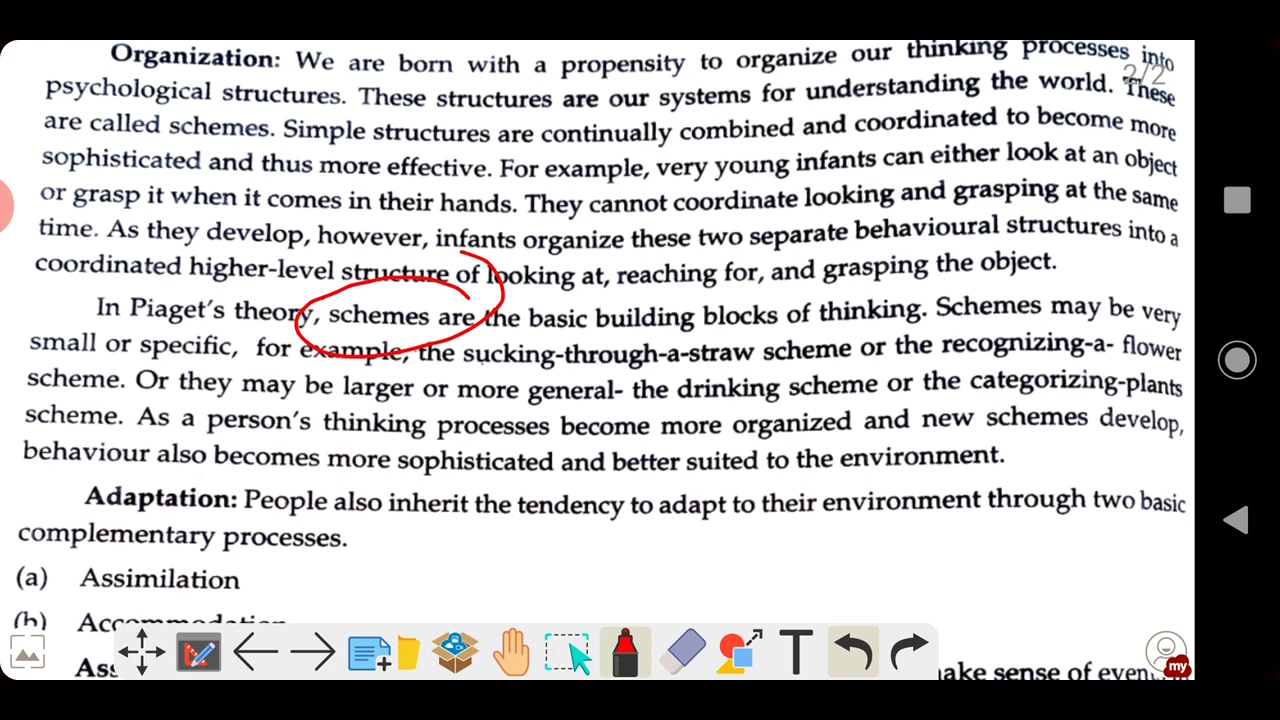 Organization: We are born with a propensity to organize our thinking processes into
2/2
psychological structures. These structures are our systems for understanding the world. These
are called schemes. Simple structures are continually combined and coordinated to become more
sophisticated and thus more effective. For example, very young infants can either look at an object
or grasp it when it comes in their hands. They cannot coordinate looking and grasping at the same
time. As they develop, however, infants organize these two separate behavioural structures into a
coordinated higher-level structure of looking at, reaching for, and grasping the object.
In Piaget's theory, schemes are the basic building blocks of thinking. Schemes may be very
small or specific, for example, the sucking-through-a-straw scheme or the recognizing-a- flower
scheme. Or they may be larger or more general- the drinking scheme or the categorizing-plants
scheme. As a person's thinking processes become more organized and new schemes develop,
behaviour also becomes more sophisticated and better suited to the environment.
Adaptation: People also inherit the tendency to adapt to their environment through two basic
complementary processes.
(a) Assimilation
(b) Accommodation
make sense of
T
my